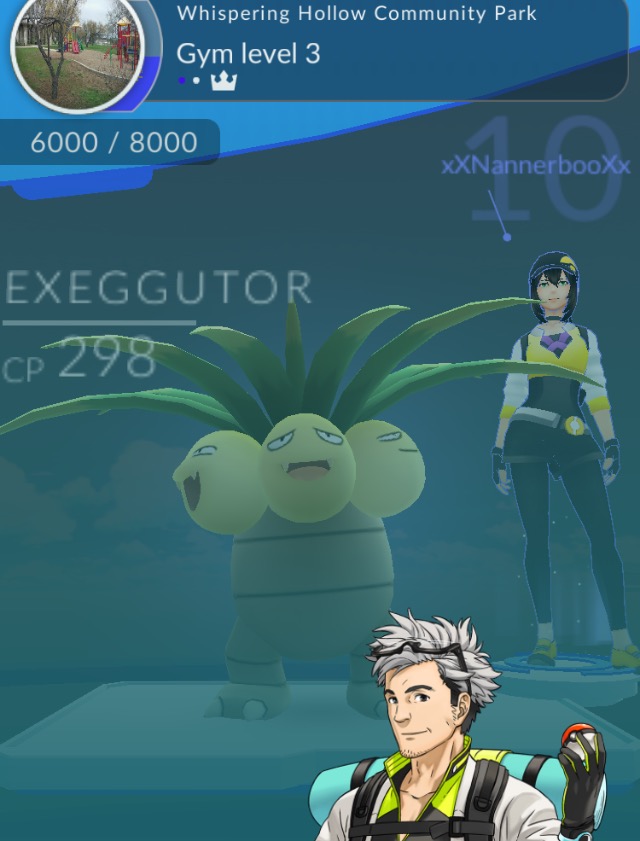 Whispering Hollow Community Park
Gym level 3
6000 / 8000
10
xXNannerbooXx
EXEGGUTOR
CP 298